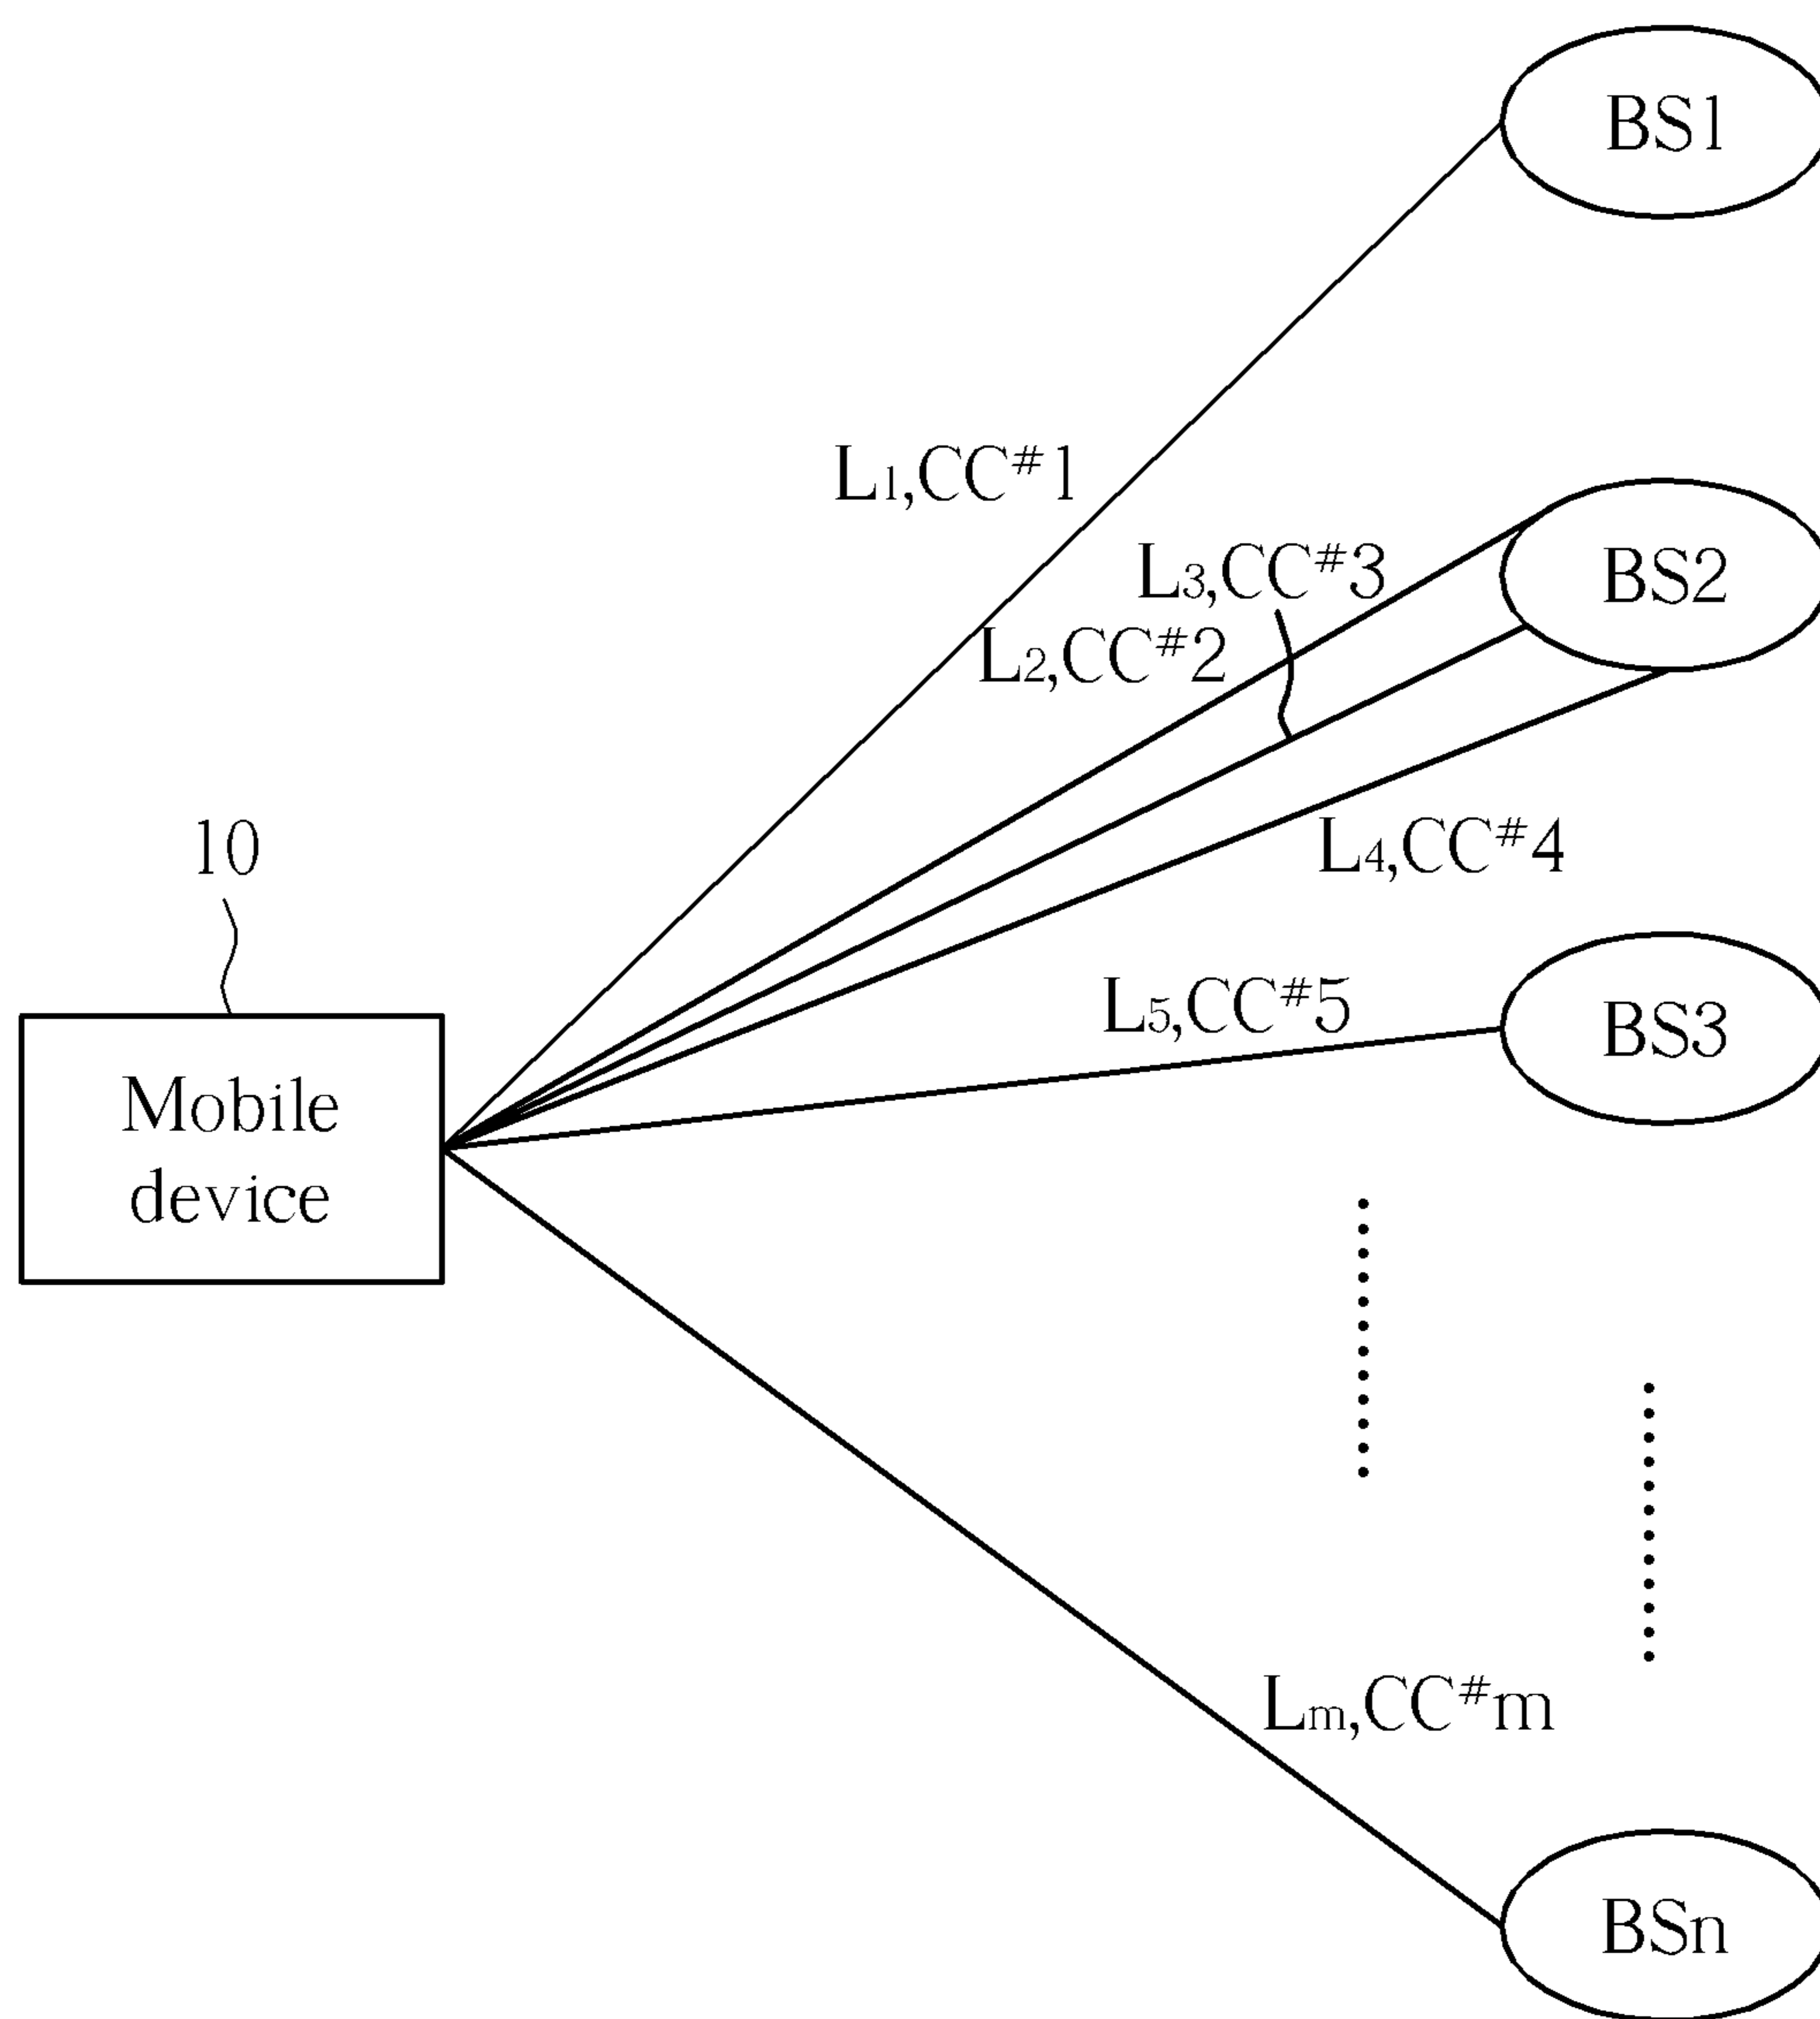 BS1
L1,CC#1
L3,CC#3
BS2
L2,CC#2
L4,CC#4
10
L5,CC#5
BS3
Mobile
device
Lm,CC#m
BSn